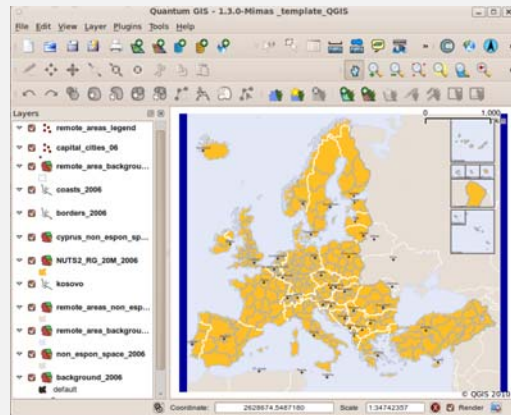 Quantum GIS - 1.3.0-Mimas _template_QGIS
File Edit View Layer Plugins Tools Help
Layers
remote_areas_legend
capital_cities_06
remote_area_backgrou...
coasts_2006
borders_2006
cyprus_non_espon_sp...
NUTS2_RG_20M_2006
kosovo
remote_areas_non_esp...
remote_area_backgrou...
non_espon_space_2006
background_2006
default
0 1,000
© QGIS 2010
Coordinate: 2628674,5487180 Scale 1:34742357 Render